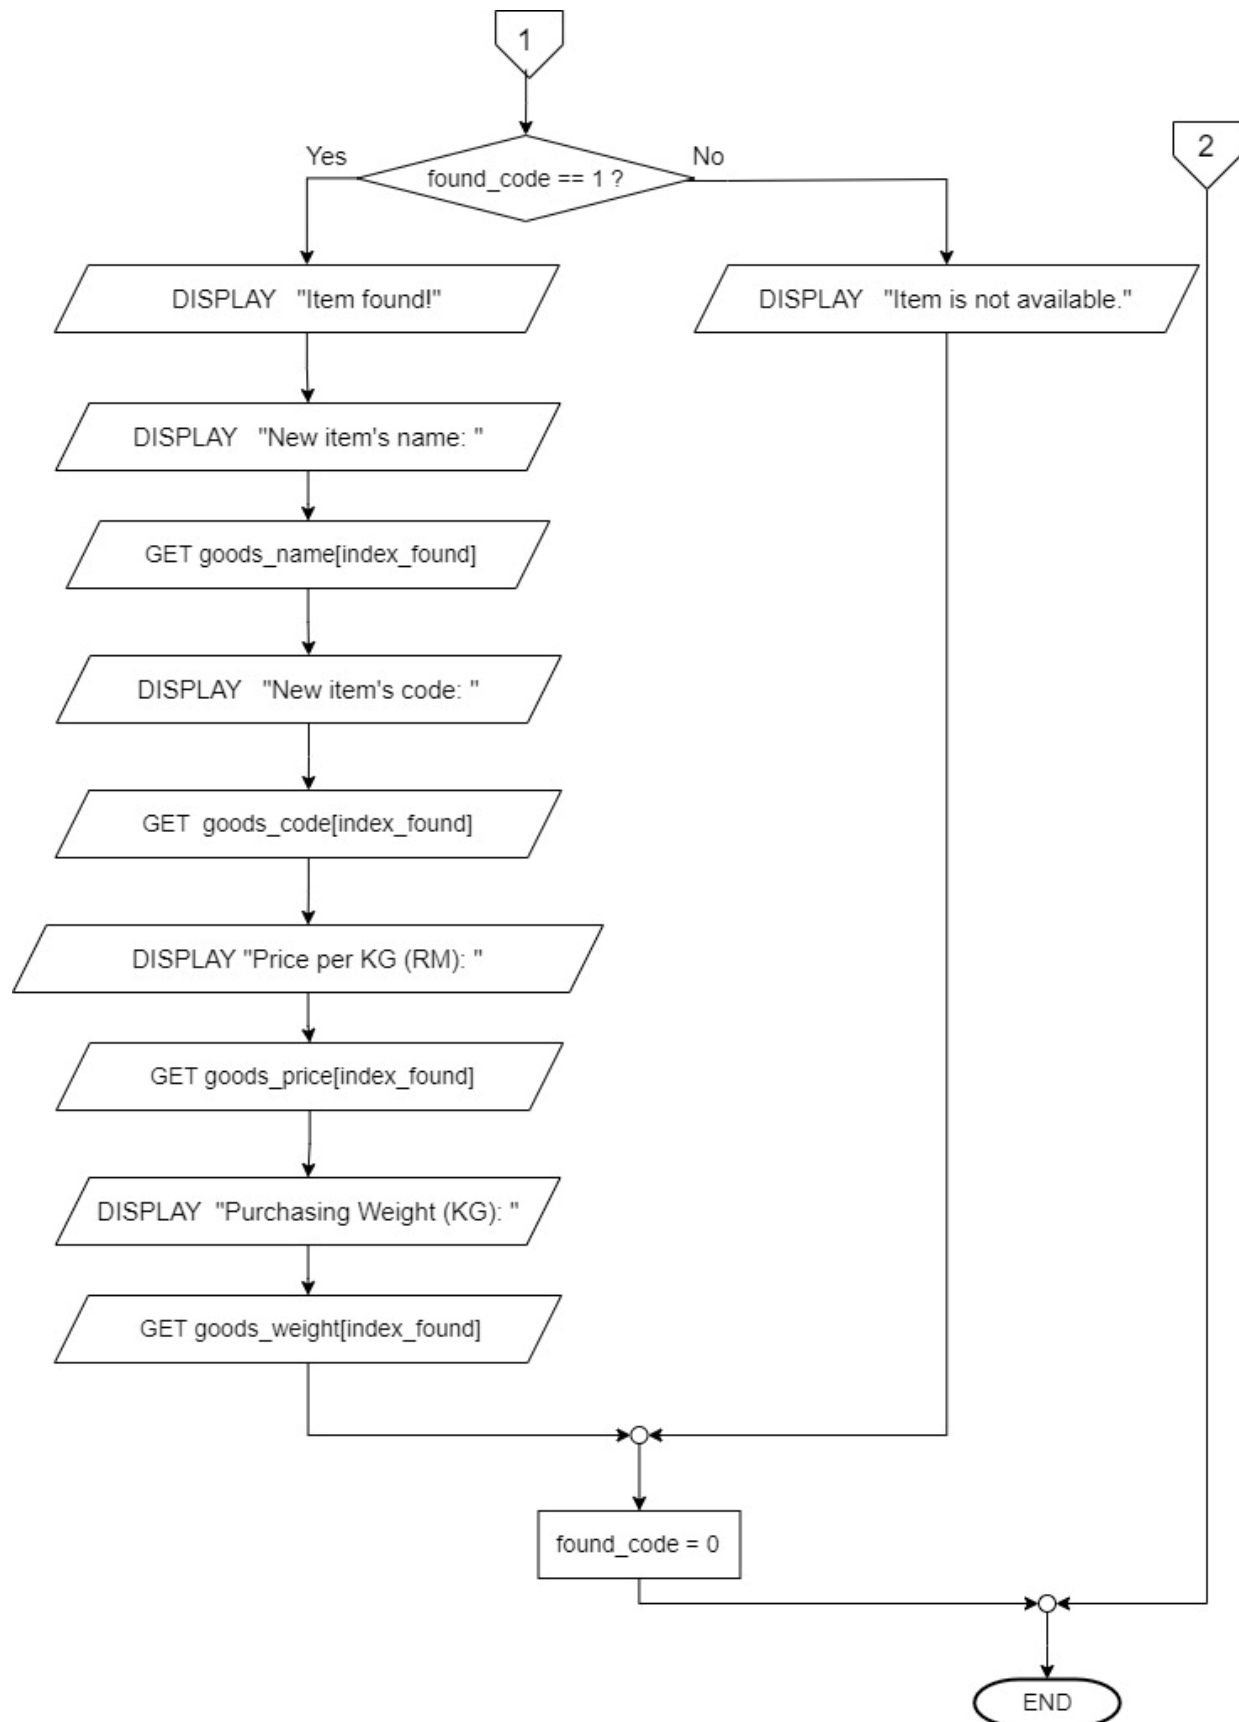 1
2
Yes
No
found_code == 1 ?
DISPLAY   "Item found!"
DISPLAY   "Item is not available."
DISPLAY   "New item's name: "
GET goods_name[index_found]
DISPLAY   "New item's code: "
GET  goods_code[index_found]
DISPLAY "Price per KG (RM): "
GET goods_price[index_found]
DISPLAY  "Purchasing Weight (KG): "
GET goods_weight[index_found]
found_code = 0
END